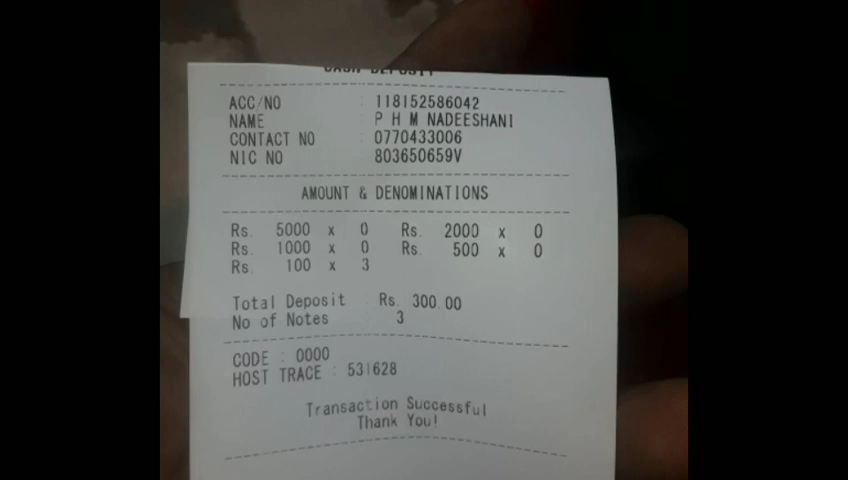 CASH DEPOSIT
ACC/NO : 118152586042
NAME : P H M NADEESHANI
CONTACT NO : 0770433006
NIC NO : 803650659V
AMOUNT & DENOMINATIONS
Rs. 5000 x 0 Rs. 2000 x 0
Rs. 1000 x 0 Rs. 500 x 0
Rs. 100 x 3
Total Deposit : Rs. 300.00
No of Notes 3
CODE : 0000
HOST TRACE : 531628
Transaction Successful
Thank You!